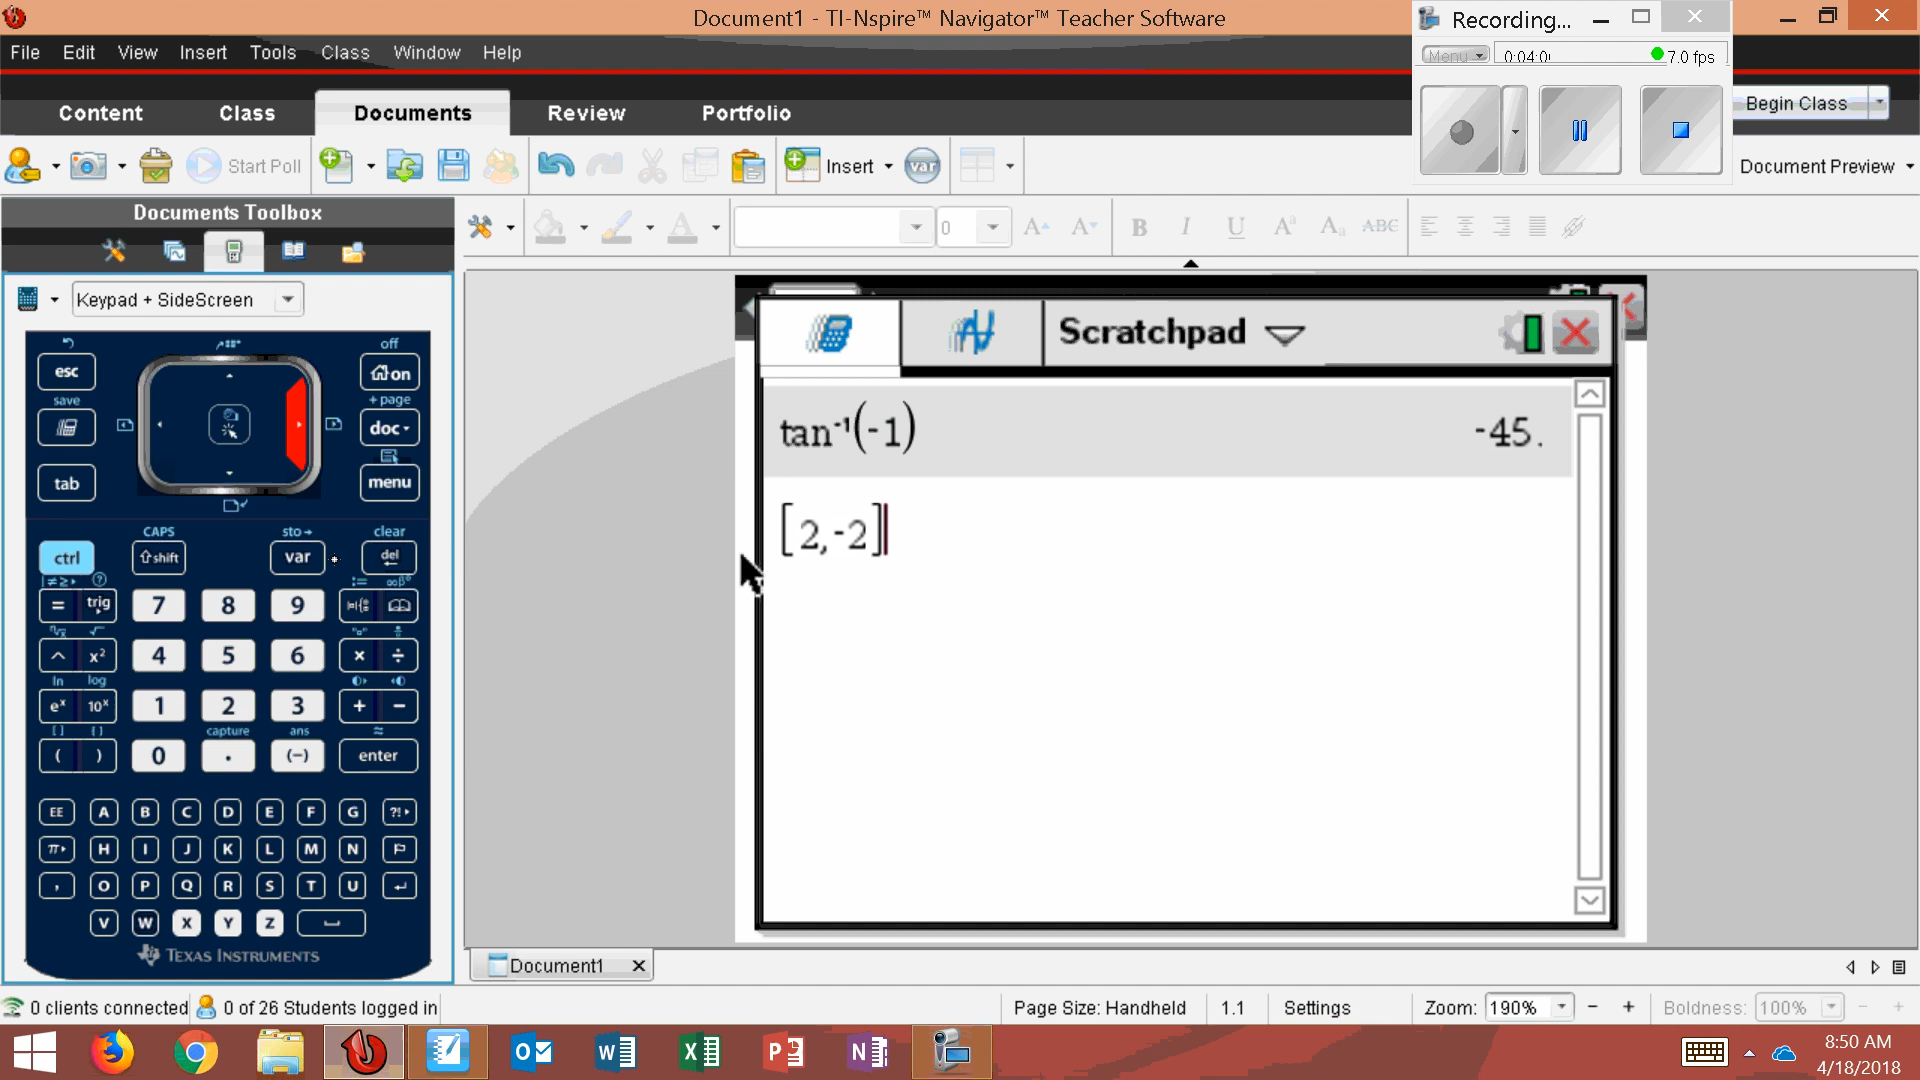 Document1 - TI-Nspire™ Navigator™ Teacher Software
Recording...
File Edit View Insert Tools Class Window Help
Menu 0:04:0 7.0 fps
Content Class Documents Review Portfolio
Begin Class
Start Poll
Insert
var
Document Preview
Documents Toolbox
0
B I U ABC
Keypad + SideScreen
Scratchpad
tan⁻¹(-1) -45.
[2,-2]
off
esc on
save + page
doc
tab menu
CAPS sto→ clear
ctrl shift var del
= trig 7 8 9
^ x² 4 5 6 × ÷
ln log
eˣ 10ˣ 1 2 3 + −
[ ] { } capture ans ≈
( ) 0 . (−) enter
EE A B C D E F G ?!
π H I J K L M N
, O P Q R S T U
V W X Y Z
TEXAS INSTRUMENTS
Document1
0 clients connected 0 of 26 Students logged in
Page Size: Handheld 1.1 Settings Zoom: 190% − + Boldness: 100% − +
8:50 AM
4/18/2018